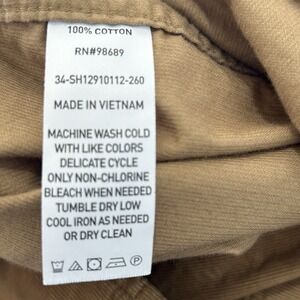 100% COTTON
RN#98689
34-SH12910112-260
MADE IN VIETNAM
MACHINE WASH COLD
WITH LIKE COLORS
DELICATE CYCLE
ONLY NON-CHLORINE
BLEACH WHEN NEEDED
TUMBLE DRY LOW
COOL IRON AS NEEDED
OR DRY CLEAN
P